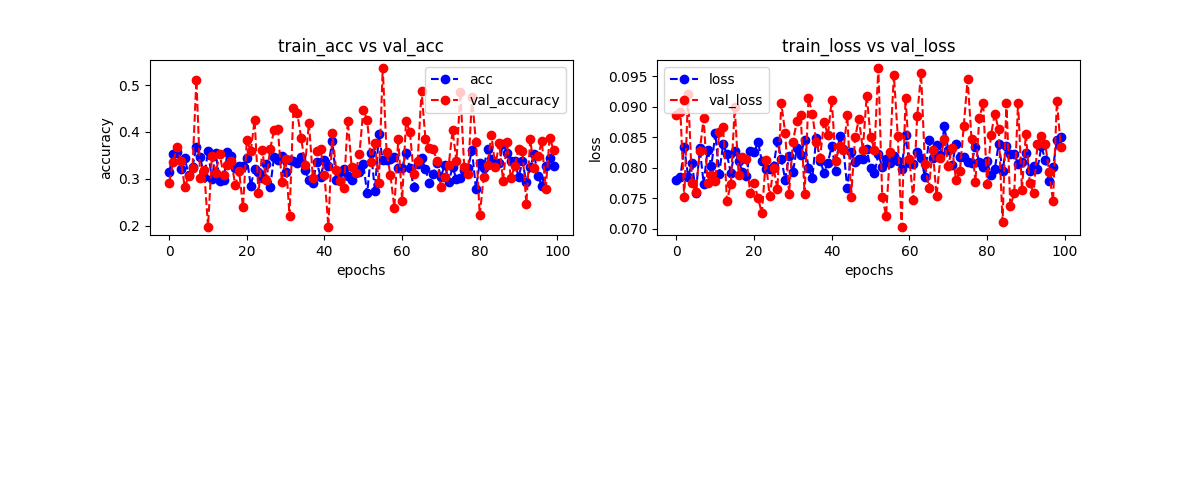 train_acc vs val_acc
acc
val_accuracy
accuracy
0.5
0.4
0.3
0.2
0 20 40 60 80 100
epochs
train_loss vs val_loss
loss
val_loss
loss
0.095
0.090
0.085
0.080
0.075
0.070
0 20 40 60 80 100
epochs